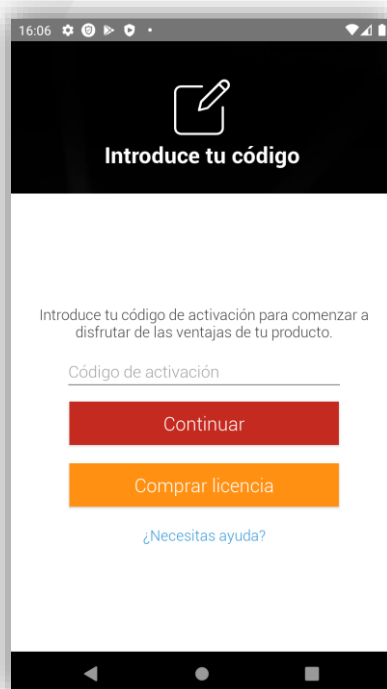 16:06
Introduce tu código
Introduce tu código de activación para comenzar a
disfrutar de las ventajas de tu producto.
Código de activación
Continuar
Comprar licencia
¿Necesitas ayuda?